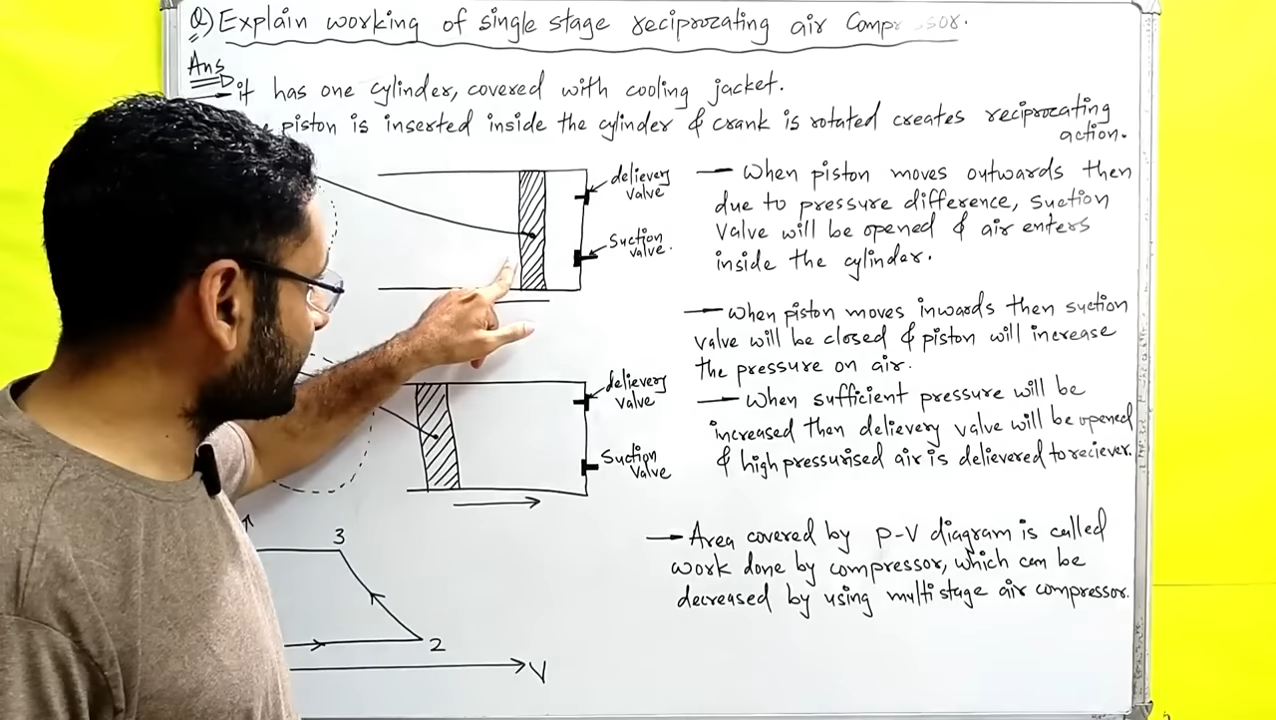 Q) Explain working of single stage reciprocating air Compressor.
Ans
→ it has one cylinder, covered with cooling jacket.
piston is inserted inside the cylinder & crank is rotated creates reciprocating
action.
delievery
valve
Suction
valve.
→ When piston moves outwards then
due to pressure difference, suction
valve will be opened & air enters
inside the cylinder.
→ When piston moves inwards then suction
valve will be closed & piston will increase
the pressure on air.
delievery
valve
Suction
valve
→ When sufficient pressure will be
increased then delievery valve will be opened
& high pressurised air is delievered to reciever.
3
2
V
→ Area covered by P-V diagram is called
work done by compressor, which can be
decreased by using multistage air compressor.